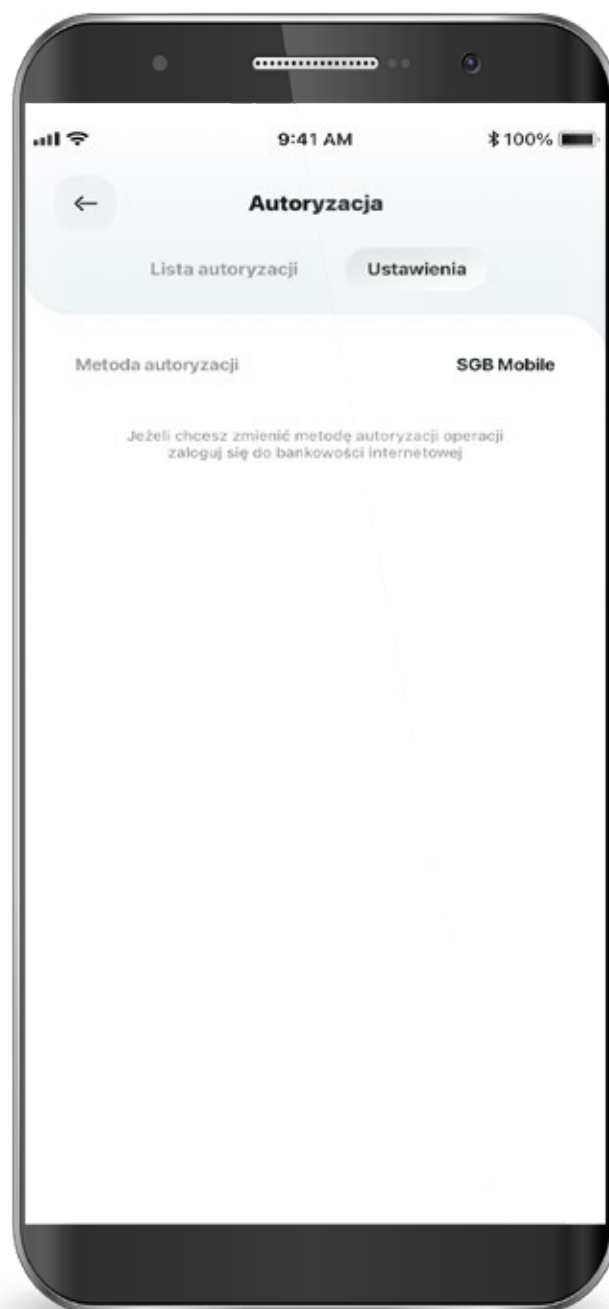 9:41 AM
100%
Autoryzacja
Lista autoryzacji
Ustawienia
Metoda autoryzacji
SGB Mobile
Jeżeli chcesz zmienić metodę autoryzacji operacji
zaloguj się do bankowości internetowej